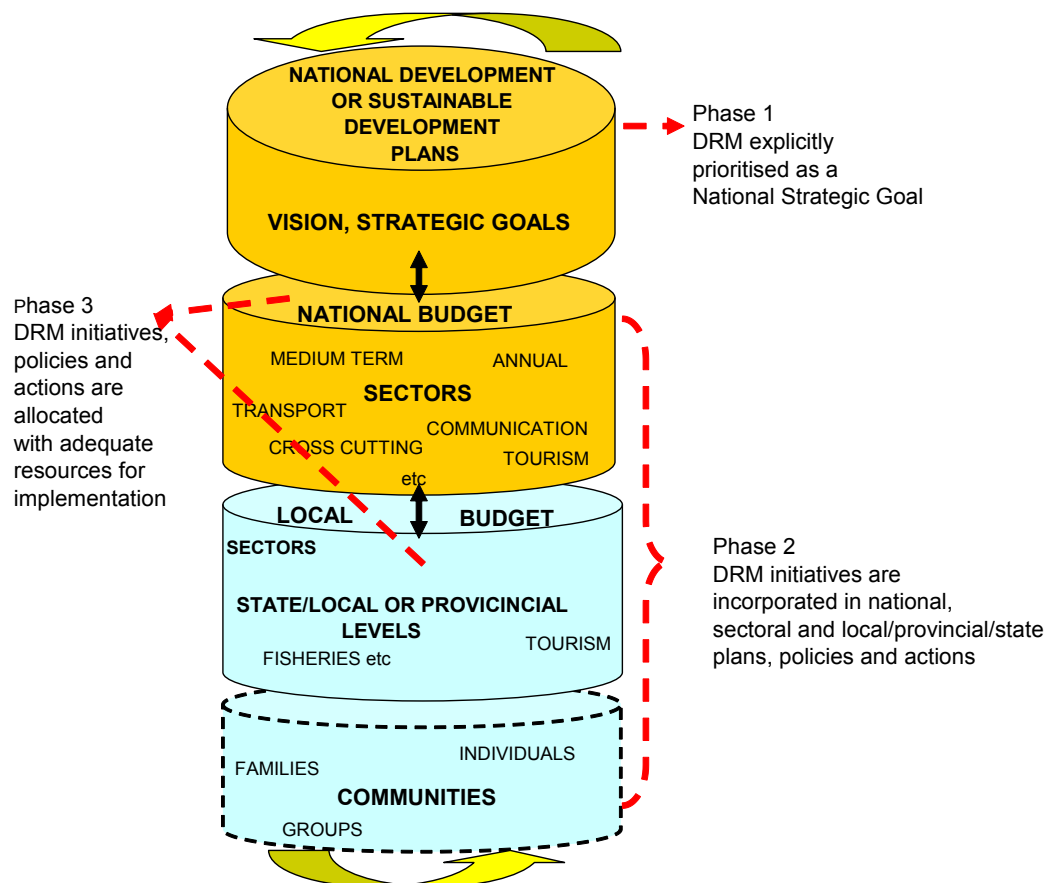 NATIONAL DEVELOPMENT
OR SUSTAINABLE
DEVELOPMENT
PLANS
VISION, STRATEGIC GOALS
Phase 1
DRM explicitly
prioritised as a
National Strategic Goal
Phase 3
DRM initiatives,
policies and
actions are
allocated
with adequate
resources for
implementation
NATIONAL BUDGET
MEDIUM TERM
ANNUAL
SECTORS
TRANSPORT
COMMUNICATION
CROSS CUTTING
TOURISM
etc
LOCAL BUDGET
SECTORS
STATE/LOCAL OR PROVICINCIAL
LEVELS
TOURISM
FISHERIES etc
Phase 2
DRM initiatives are
incorporated in national,
sectoral and local/provincial/state
plans, policies and actions
INDIVIDUALS
FAMILIES
COMMUNITIES
GROUPS